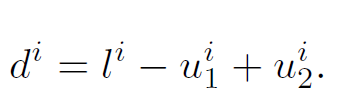 $d^i = l^i - u_1^i + u_2^i.$